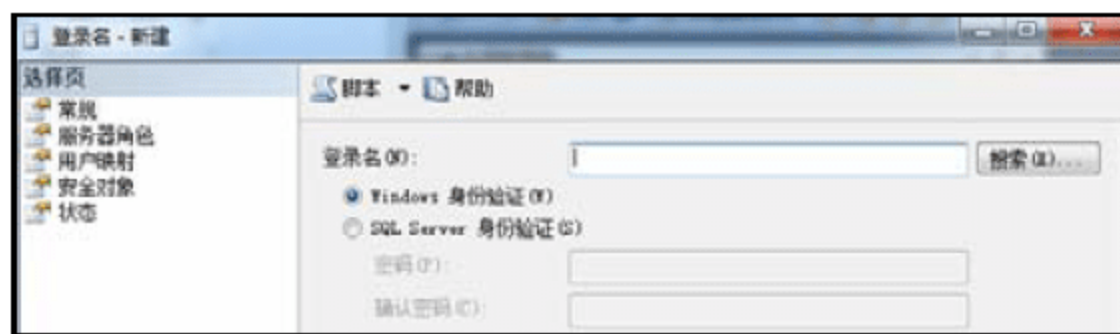 登录名 - 新建
选择页
常规
服务器角色
用户映射
安全对象
状态
脚本 帮助
登录名(N):
搜索(E)...
Windows 身份验证(W)
SQL Server 身份验证(S)
密码(P):
确认密码(C):